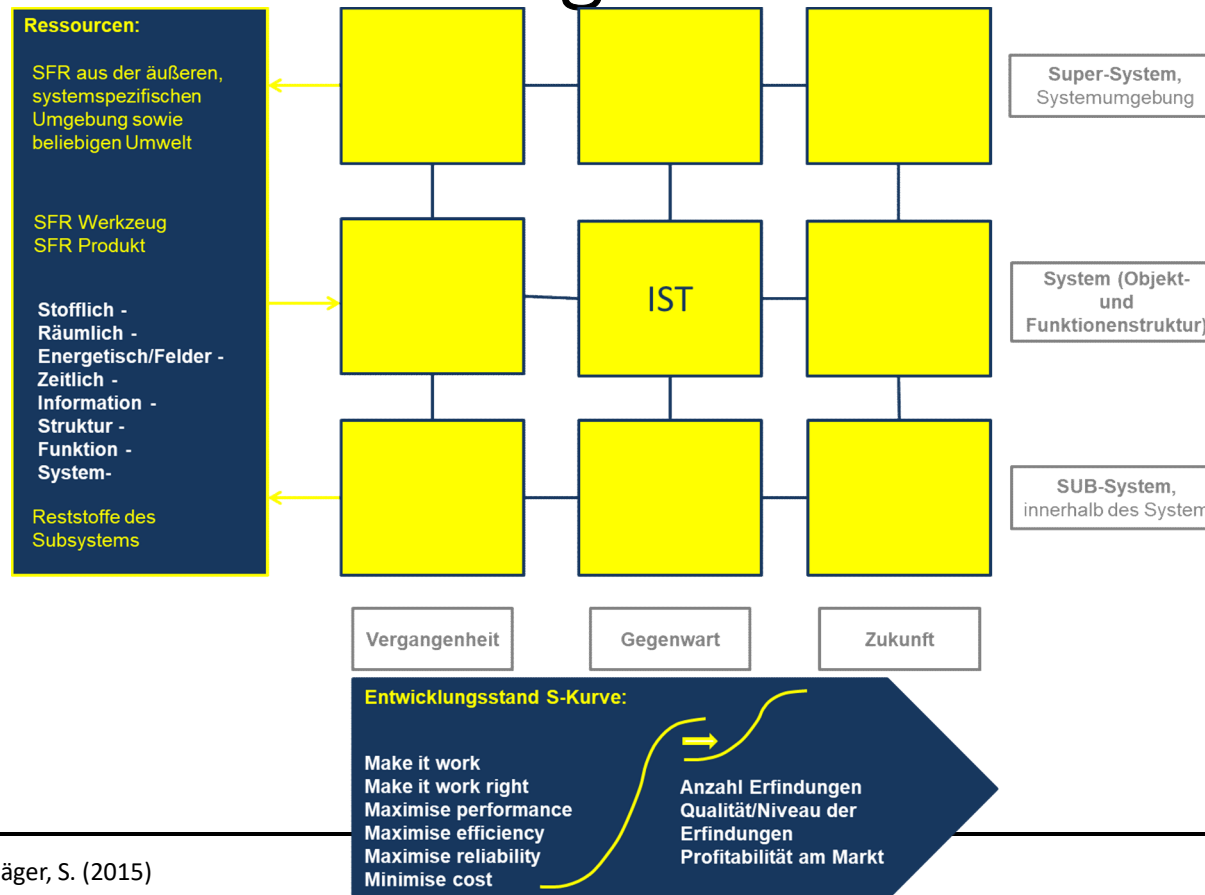 Ressourcen:
SFR aus der äußeren,
systemspezifischen
Umgebung sowie
beliebigen Umwelt
SFR Werkzeug
SFR Produkt
Stofflich -
Räumlich -
Energetisch/Felder -
Zeitlich -
Information -
Struktur -
Funktion -
System-
Reststoffe des
Subsystems
IST
Super-System,
Systemumgebung
System (Objekt-
und
Funktionenstruktur)
SUB-System,
innerhalb des System
Vergangenheit
Gegenwart
Zukunft
Entwicklungsstand S-Kurve:
Make it work
Make it work right
Maximise performance
Maximise efficiency
Maximise reliability
Minimise cost
Anzahl Erfindungen
Qualität/Niveau der
Erfindungen
Profitabilität am Markt
äger, S. (2015)